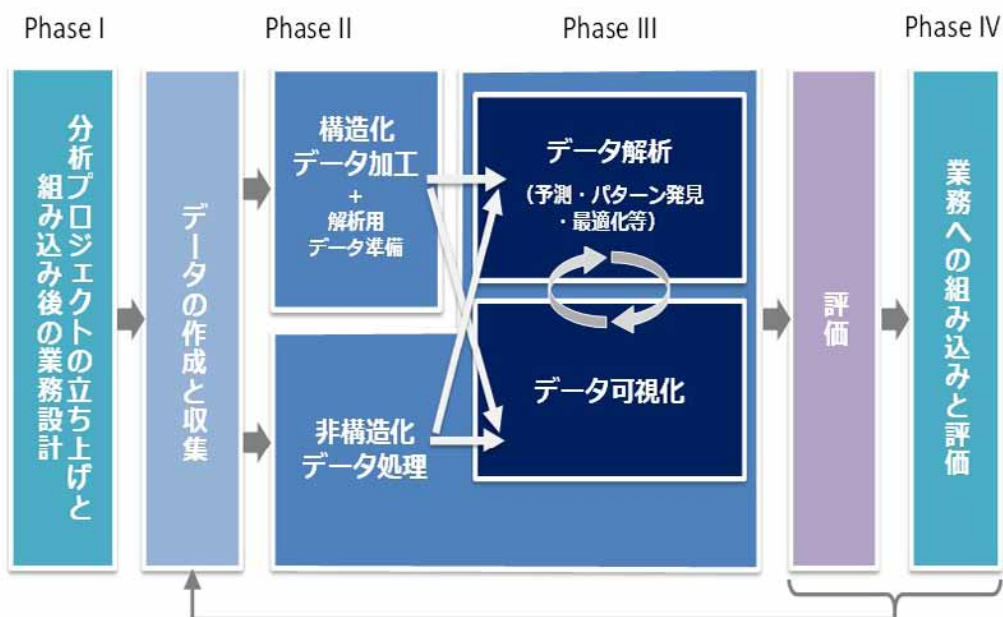 Phase I
Phase II
Phase III
Phase IV
分析プロジェクトの立ち上げと
組み込み後の業務設計
データの作成と収集
構造化
データ加工
+
解析用
データ準備
非構造化
データ処理
データ解析
(予測・パターン発見
・最適化等)
データ可視化
評価
業務への組み込みと評価